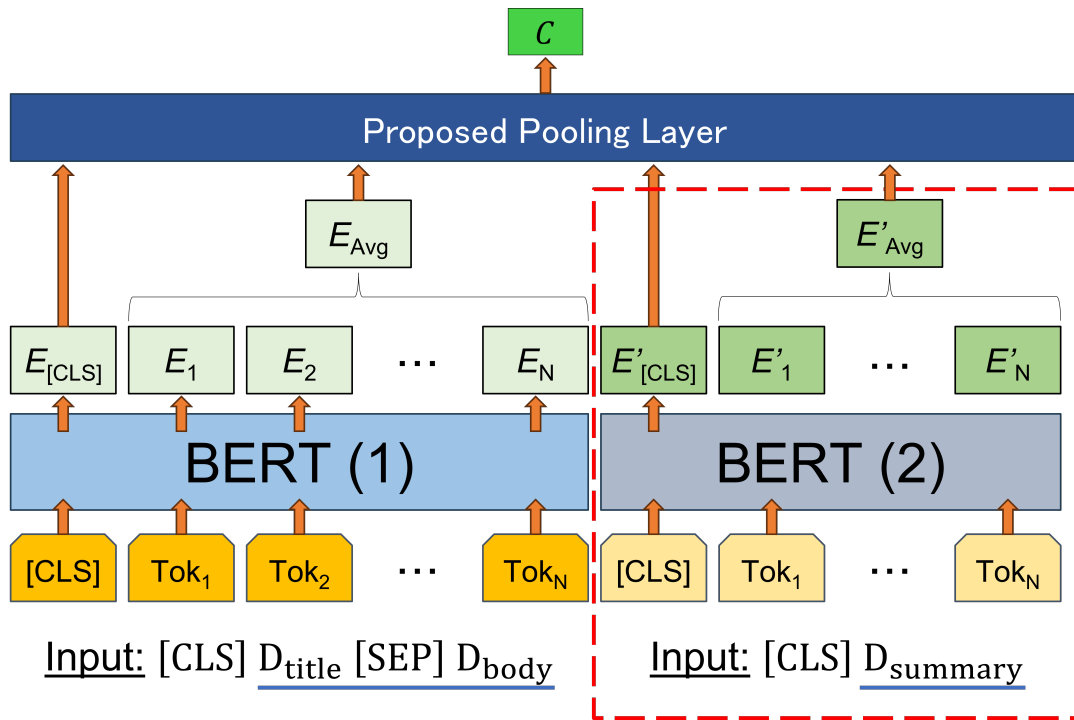 C
Proposed Pooling Layer
E_Avg E’_Avg
E_[CLS] E_1 E_2 ... E_N E’_[CLS] E’_1 ... E’_N
BERT (1) BERT (2)
[CLS] Tok_1 Tok_2 ... Tok_N [CLS] Tok_1 ... Tok_N
Input: [CLS] D_title [SEP] D_body Input: [CLS] D_summary